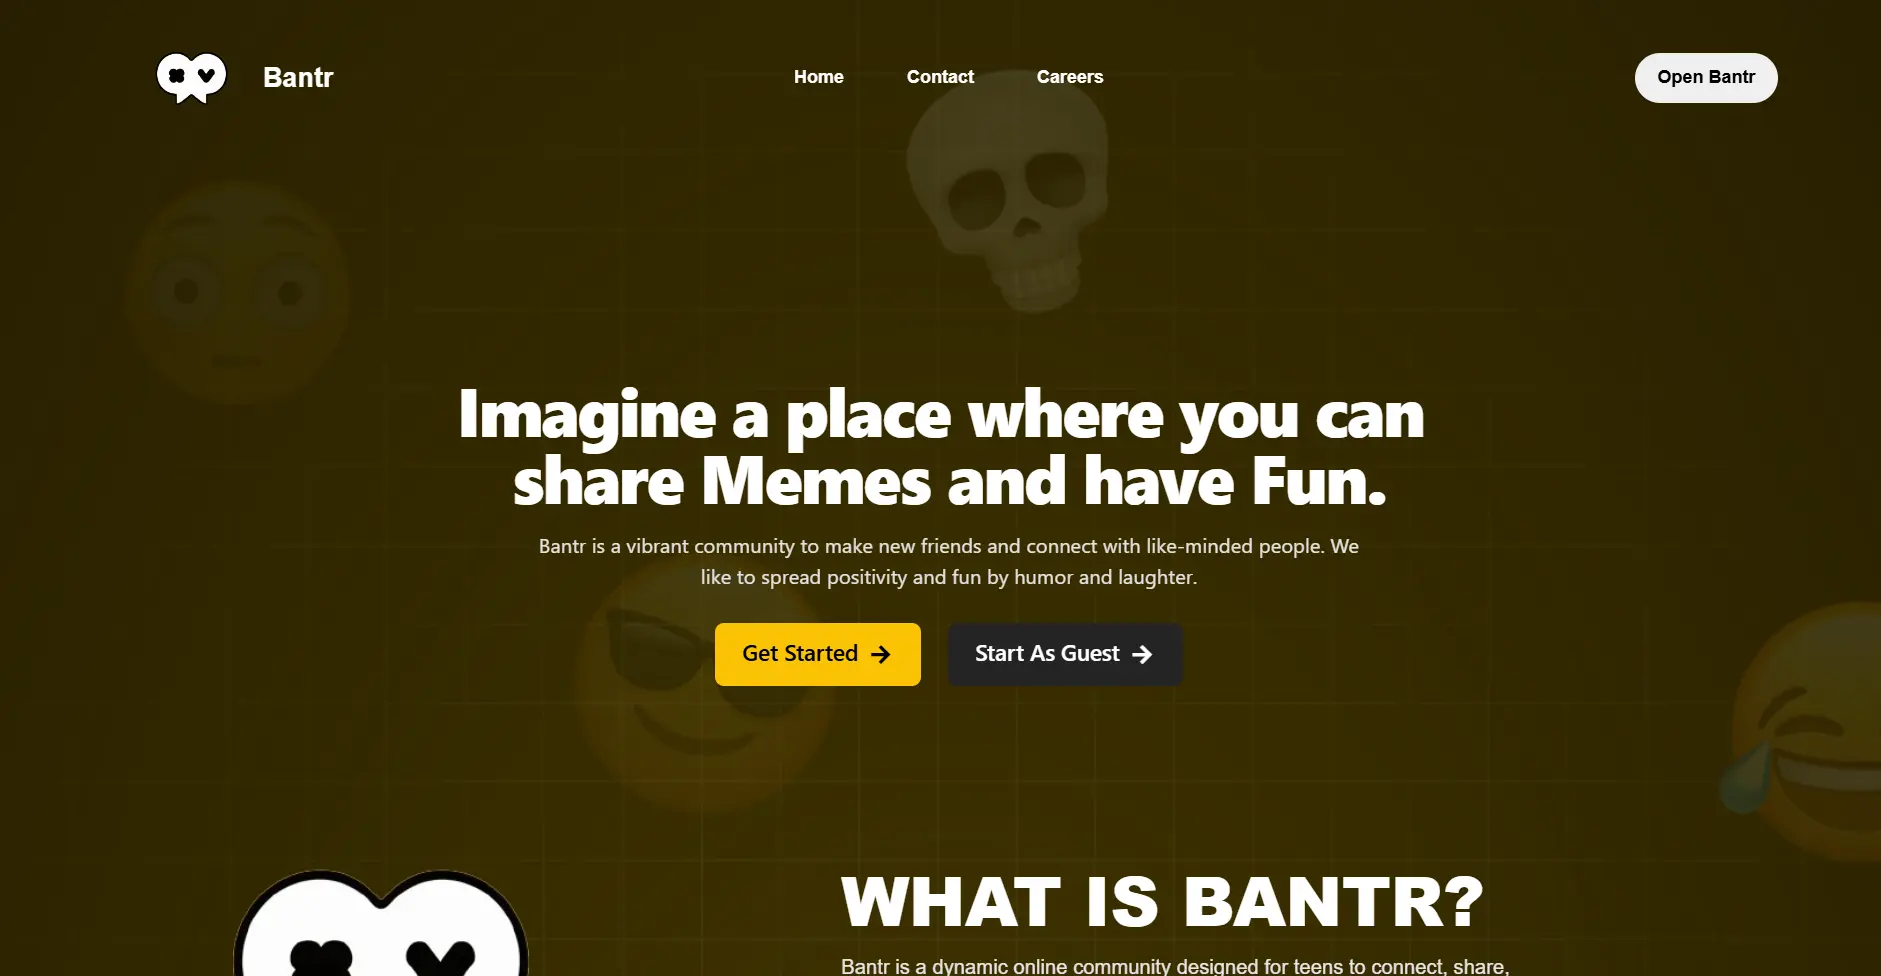 Bantr
Home
Contact
Careers
Open Bantr
Imagine a place where you can
share Memes and have Fun.
Bantr is a vibrant community to make new friends and connect with like-minded people. We
like to spread positivity and fun by humor and laughter.
Get Started
Start As Guest
WHAT IS BANTR?
Bantr is a dynamic online community designed for teens to connect, share,